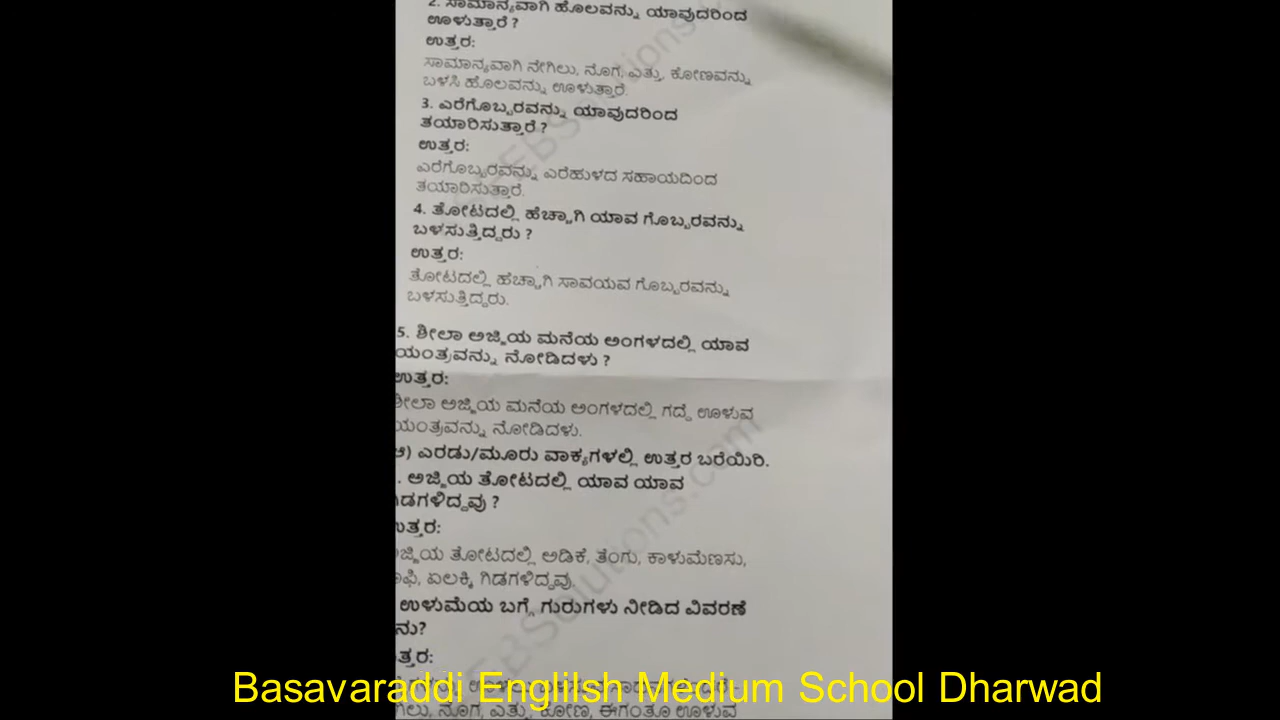 2. ಸಾಮಾನ್ಯವಾಗಿ ಹೊಲವನ್ನು ಯಾವುದರಿಂದ
ಊಳುತ್ತಾರೆ ?
ಉತ್ತರ:
ಸಾಮಾನ್ಯವಾಗಿ ನೇಗಿಲು, ನೊಗ, ಎತ್ತು, ಕೋಣವನ್ನು
ಬಳಸಿ ಹೊಲವನ್ನು ಊಳುತ್ತಾರೆ.
3. ಎರೆಗೊಬ್ಬರವನ್ನು ಯಾವುದರಿಂದ
ತಯಾರಿಸುತ್ತಾರೆ ?
ಉತ್ತರ:
ಎರೆಗೊಬ್ಬರವನ್ನು ಎರೆಹುಳದ ಸಹಾಯದಿಂದ
ತಯಾರಿಸುತ್ತಾರೆ.
4. ತೋಟದಲ್ಲಿ ಹೆಚ್ಚಾಗಿ ಯಾವ ಗೊಬ್ಬರವನ್ನು
ಬಳಸುತ್ತಿದ್ದರು ?
ಉತ್ತರ:
ತೋಟದಲ್ಲಿ ಹೆಚ್ಚಾಗಿ ಸಾವಯವ ಗೊಬ್ಬರವನ್ನು
ಬಳಸುತ್ತಿದ್ದರು.
5. ಶೀಲಾ ಅಜ್ಜಿಯ ಮನೆಯ ಅಂಗಳದಲ್ಲಿ ಯಾವ
ಯಂತ್ರವನ್ನು ನೋಡಿದಳು ?
ಉತ್ತರ:
ಶೀಲಾ ಅಜ್ಜಿಯ ಮನೆಯ ಅಂಗಳದಲ್ಲಿ ಗದ್ದೆ ಊಳುವ
ಯಂತ್ರವನ್ನು ನೋಡಿದಳು.
ಆ) ಎರಡು/ಮೂರು ವಾಕ್ಯಗಳಲ್ಲಿ ಉತ್ತರ ಬರೆಯಿರಿ.
. ಅಜ್ಜಿಯ ತೋಟದಲ್ಲಿ ಯಾವ ಯಾವ
ಗಿಡಗಳಿದ್ದವು ?
ಉತ್ತರ:
ಅಜ್ಜಿಯ ತೋಟದಲ್ಲಿ ಅಡಿಕೆ, ತೆಂಗು, ಕಾಳುಮೆಣಸು,
ಏಲಕ್ಕಿ ಗಿಡಗಳಿದ್ದವು.
ಉಳುಮೆಯ ಬಗ್ಗೆ ಗುರುಗಳು ನೀಡಿದ ವಿವರಣೆ
ನು?
ತ್ತರ:
ನೊಗ, ಎತ್ತು, ಕೋಣ, ಈಗಂತೂ ಊಳುವ
Basavaraddi Englilsh Medium School Dharwad